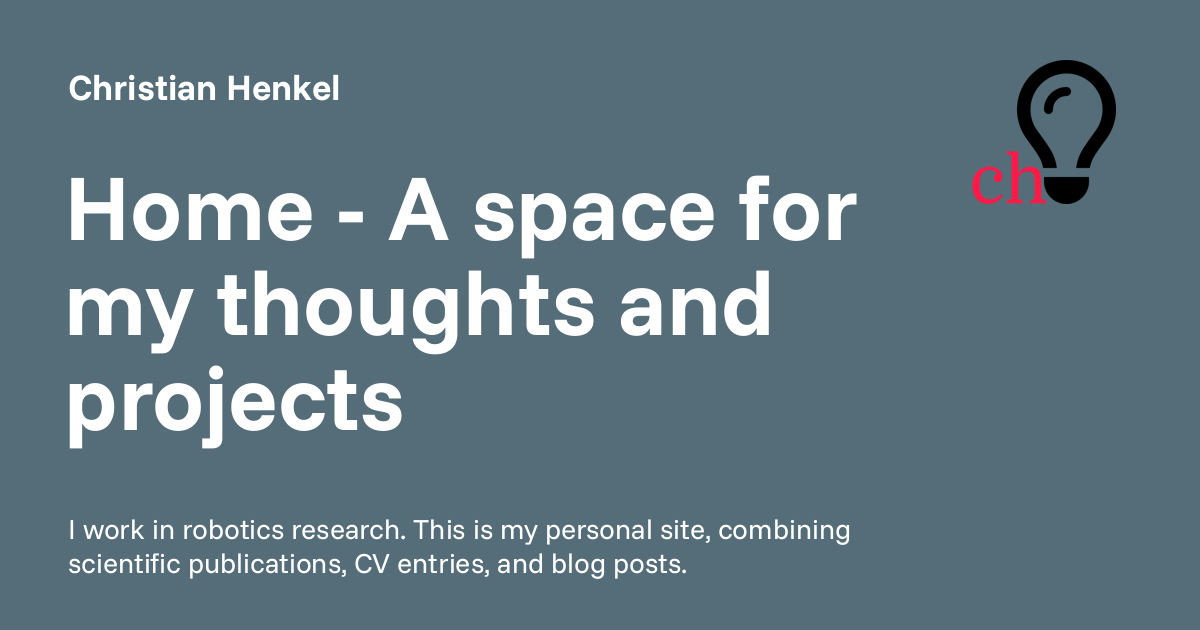 Christian Henkel
ch
Home - A space for
my thoughts and
projects
I work in robotics research. This is my personal site, combining
scientific publications, CV entries, and blog posts.